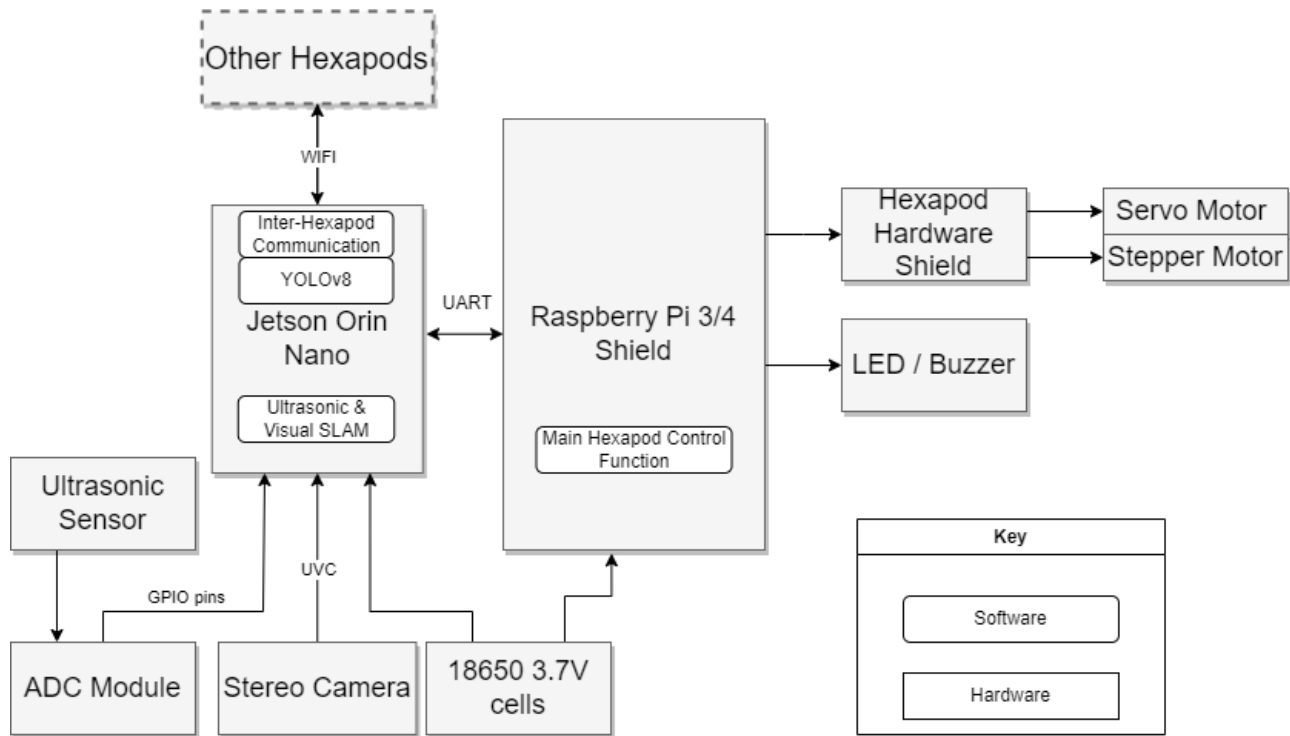 Other Hexapods
WIFI
Inter-Hexapod
Communication
YOLOv8
Jetson Orin
Nano
Ultrasonic &
Visual SLAM
UART
Raspberry Pi 3/4
Shield
Main Hexapod Control
Function
Hexapod
Hardware
Shield
Servo Motor
Stepper Motor
LED / Buzzer
Ultrasonic
Sensor
GPIO pins
UVC
ADC Module
Stereo Camera
18650 3.7V
cells
Key
Software
Hardware